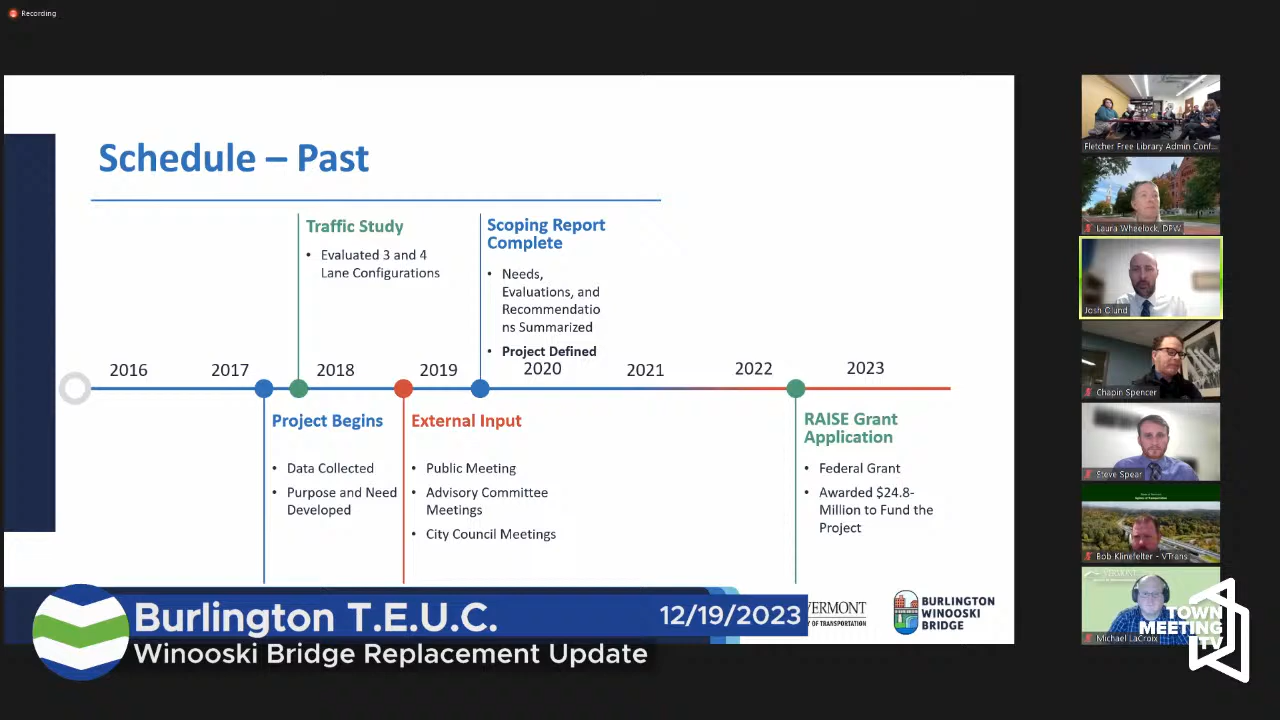 Recording
Schedule – Past
Traffic Study
• Evaluated 3 and 4
Lane Configurations
Scoping Report
Complete
• Needs,
Evaluations, and
Recommendatio
ns Summarized
• Project Defined
2016
2017
2018
2019
2020
2021
2022
2023
Project Begins
• Data Collected
• Purpose and Need
Developed
External Input
• Public Meeting
• Advisory Committee
Meetings
• City Council Meetings
RAISE Grant
Application
• Federal Grant
• Awarded $24.8-
Million to Fund the
Project
VERMONT
OF TRANSPORTATION
BURLINGTON
WINOOSKI
BRIDGE
Burlington T.E.U.C.
12/19/2023
Winooski Bridge Replacement Update
Fletcher Free Library Admin Conf...
Laura Wheelock, DPW
Josh Olund
Chapin Spencer
Steve Spear
Bob Klinefelter - VTrans
Michael LaCroix
TOWN
MEETING
TV